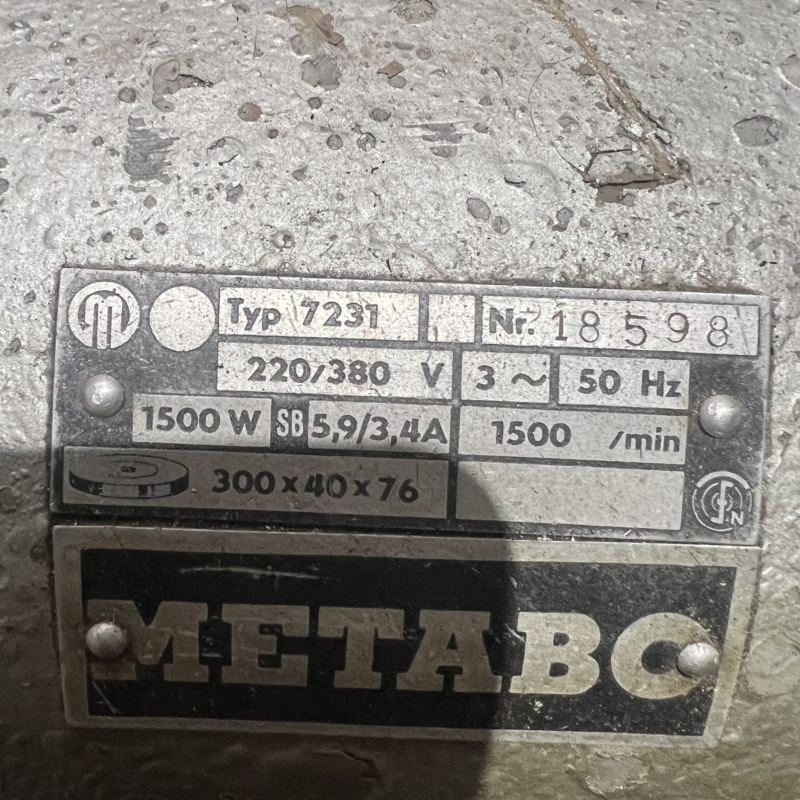 Typ 7231 Nr. 18598
220/380 V 3 ~ 50 Hz
1500 W SB 5,9/3,4A 1500 /min
300×40×76
METABO